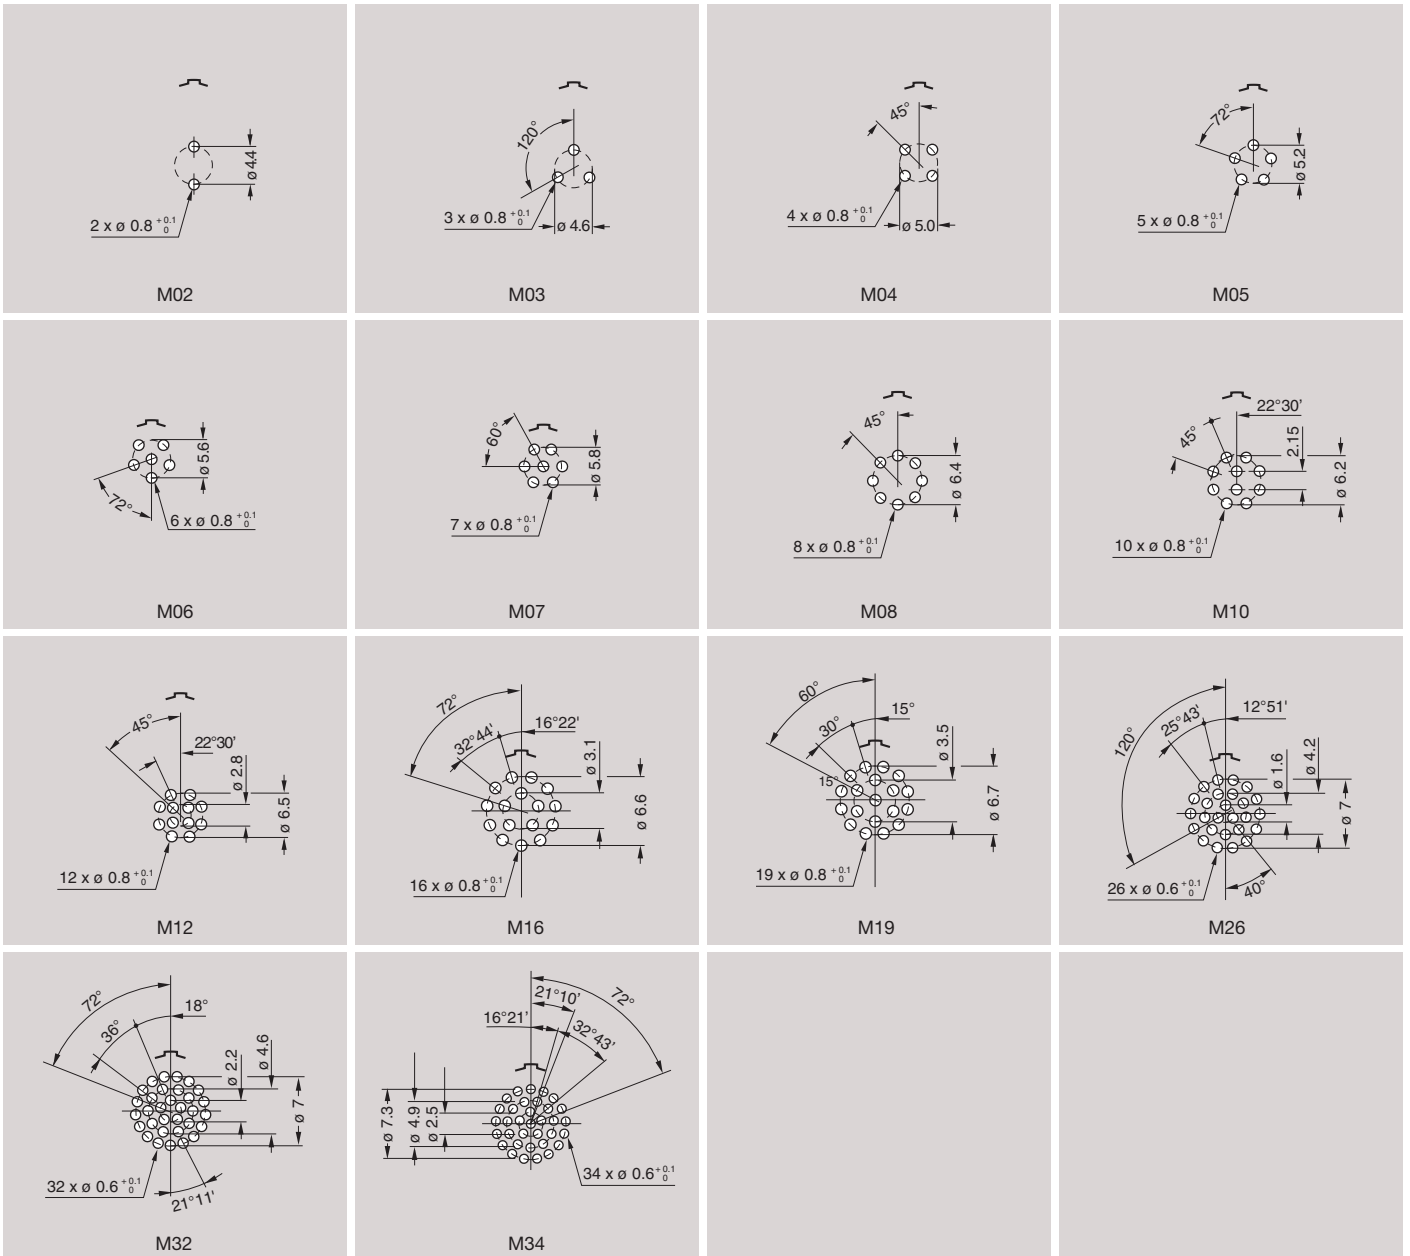 ø 4.4
2 x ø 0.8 +0.1 0
M02
120°
3 x ø 0.8 +0.1 0
ø 4.6
M03
45°
4 x ø 0.8 +0.1 0
ø 5.0
M04
72°
ø 5.2
5 x ø 0.8 +0.1 0
M05
ø 5.6
72°
6 x ø 0.8 +0.1 0
M06
60°
ø 5.8
7 x ø 0.8 +0.1 0
M07
45°
ø 6.4
8 x ø 0.8 +0.1 0
M08
22°30'
45°
2.15
ø 6.2
10 x ø 0.8 +0.1 0
M10
45°
22°30'
ø 2.8
ø 6.5
12 x ø 0.8 +0.1 0
M12
72°
32°44'
16°22'
ø 3.1
ø 6.6
16 x ø 0.8 +0.1 0
M16
60°
30°
15°
15°
ø 3.5
ø 6.7
19 x ø 0.8 +0.1 0
M19
120°
25°43'
12°51'
ø 1.6
ø 4.2
ø 7
26 x ø 0.6 +0.1 0
40°
M26
72°
36°
18°
ø 2.2
ø 4.6
ø 7
32 x ø 0.6 +0.1 0
21°11'
M32
21°10'
72°
16°21'
32°43'
ø 7.3
ø 4.9
ø 2.5
34 x ø 0.6 +0.1 0
M34